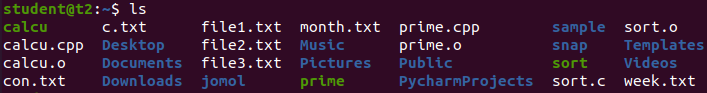 student@t2:~$ ls
calcu c.txt file1.txt month.txt prime.cpp sample sort.o
calcu.cpp Desktop file2.txt Music prime.o snap Templates
calcu.o Documents file3.txt Pictures Public sort Videos
con.txt Downloads jomol prime PycharmProjects sort.c week.txt